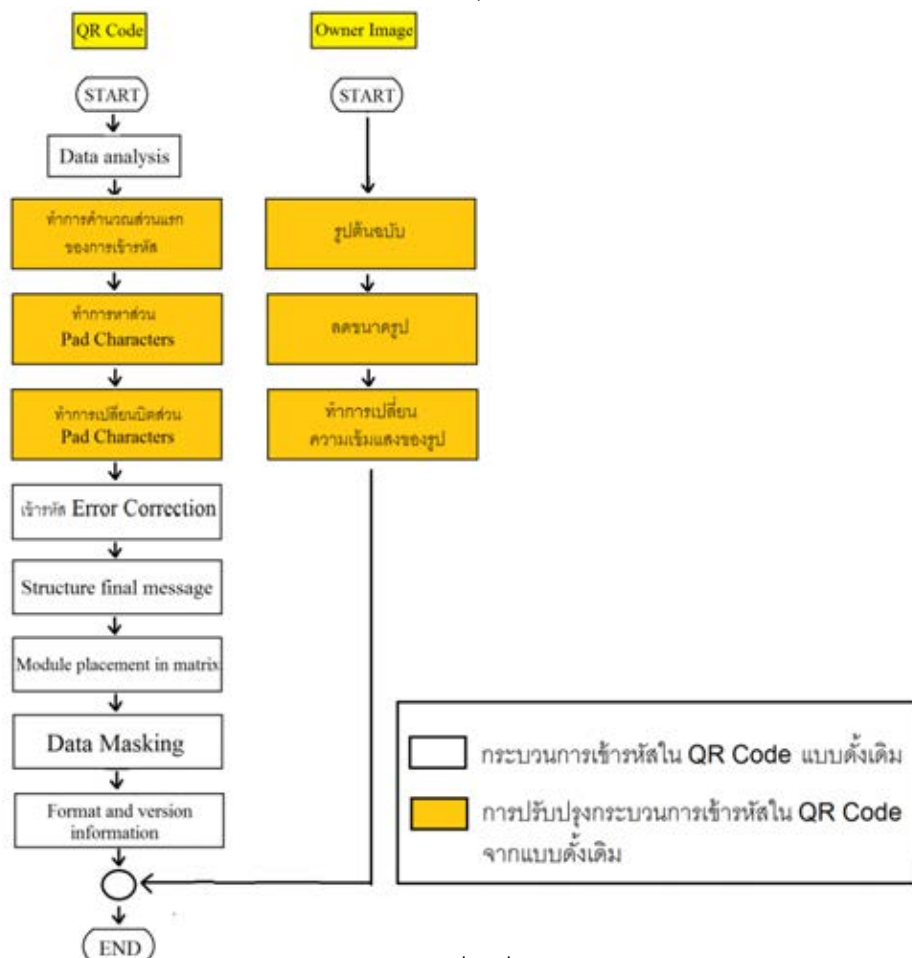 QR Code
START
Data analysis
ทำการคำนวณส่วนแรก
ของการเข้ารหัส
ทำการหาส่วน
Pad Characters
ทำการเปลี่ยนบิตส่วน
Pad Characters
เข้ารหัส Error Correction
Structure final message
Module placement in matrix
Data Masking
Format and version
information
END
Owner Image
START
รูปต้นฉบับ
ลดขนาดรูป
ทำการเปลี่ยน
ความเข้มแสงของรูป
กระบวนการเข้ารหัสใน QR Code แบบดั้งเดิม
การปรับปรุงกระบวนการเข้ารหัสใน QR Code
จากแบบดั้งเดิม